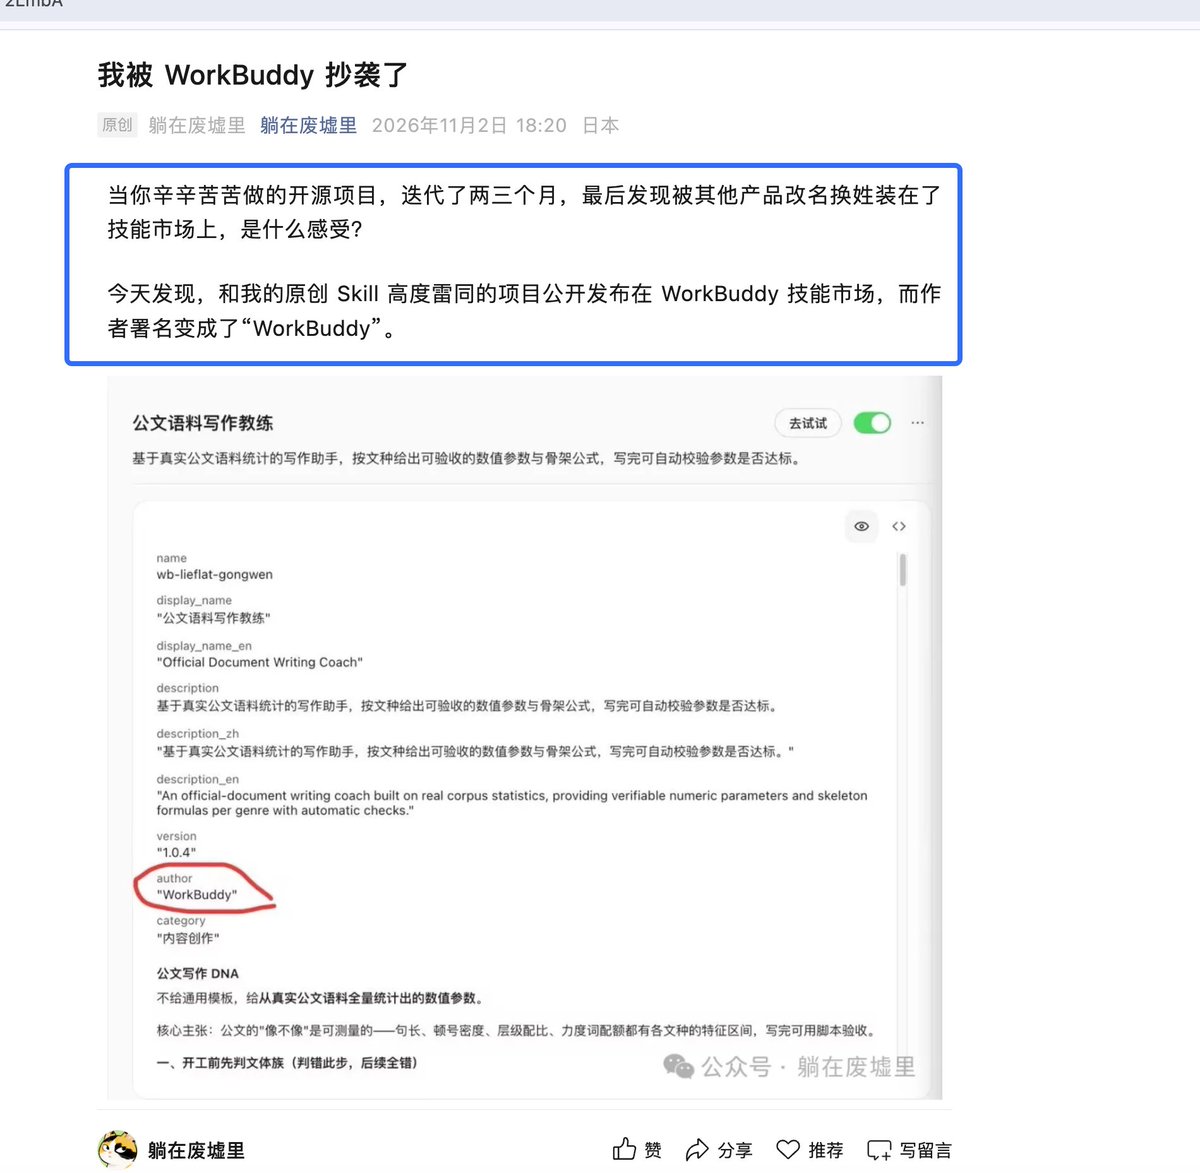 我被 WorkBuddy 抄袭了
原创 躺在废墟里 躺在废墟里 2026年11月2日 18:20 日本
当你辛辛苦苦做的开源项目，迭代了两三个月，最后发现被其他产品改名换姓装在了
技能市场上，是什么感受？
今天发现，和我的原创 Skill 高度雷同的项目公开发布在 WorkBuddy 技能市场，而作
者署名变成了“WorkBuddy”。
公文语料写作教练
去试试
基于真实公文语料统计的写作助手，按文种给出可验收的数值参数与骨架公式，写完可自动校验参数是否达标。
name
wb-lieflat-gongwen
display_name
"公文语料写作教练"
display_name_en
"Official Document Writing Coach"
description
基于真实公文语料统计的写作助手，按文种给出可验收的数值参数与骨架公式，写完可自动校验参数是否达标。
description_zh
"基于真实公文语料统计的写作助手，按文种给出可验收的数值参数与骨架公式，写完可自动校验参数是否达标。"
description_en
"An official-document writing coach built on real corpus statistics, providing verifiable numeric parameters and skeleton
formulas per genre with automatic checks."
version
"1.0.4"
author
"WorkBuddy"
category
"内容创作"
公文写作 DNA
不给通用模板，给从真实公文语料全量统计出的数值参数。
核心主张：公文的"像不像"是可测量的——句长、顿号密度、层级配比、力度词配额都有各文种的特征区间，写完可用脚本验收。
一、开工前先判文体族（判错此步，后续全错）
公众号 · 躺在废墟里
躺在废墟里
赞 分享 推荐 写留言